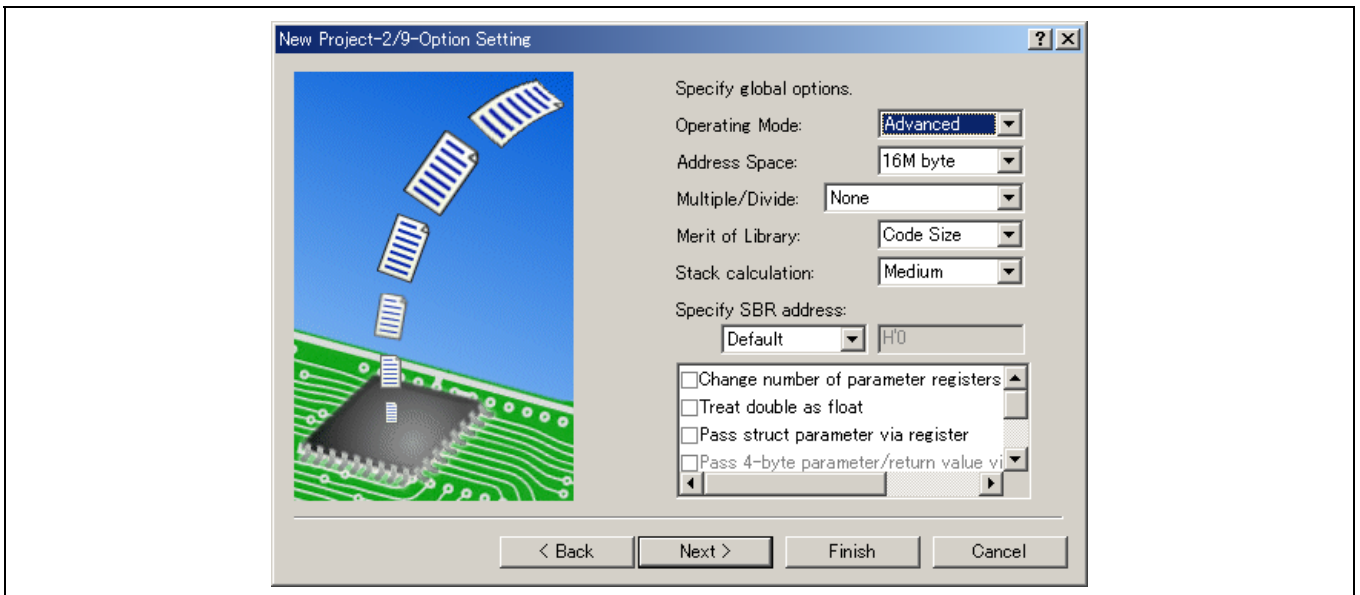 New Project-2/9-Option Setting
Specify global options.
Operating Mode: Advanced
Address Space: 16M byte
Multiple/Divide: None
Merit of Library: Code Size
Stack calculation: Medium
Specify SBR address:
Default H'0
Change number of parameter registers
Treat double as float
Pass struct parameter via register
Pass 4-byte parameter/return value vi
< Back Next > Finish Cancel